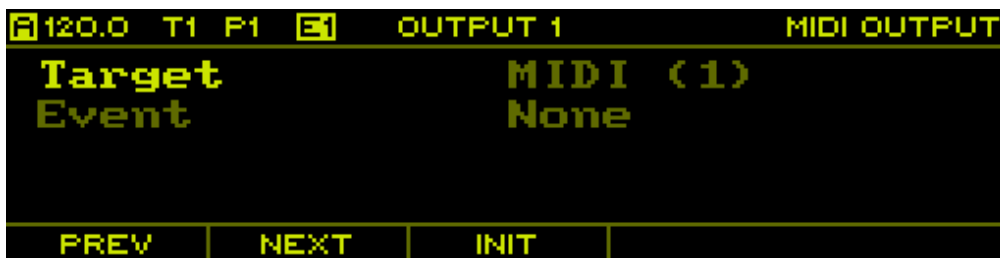 A 120.0 T1 P1 E1 OUTPUT 1 MIDI OUTPUT
Target MIDI (1)
Event None
PREV NEXT INIT